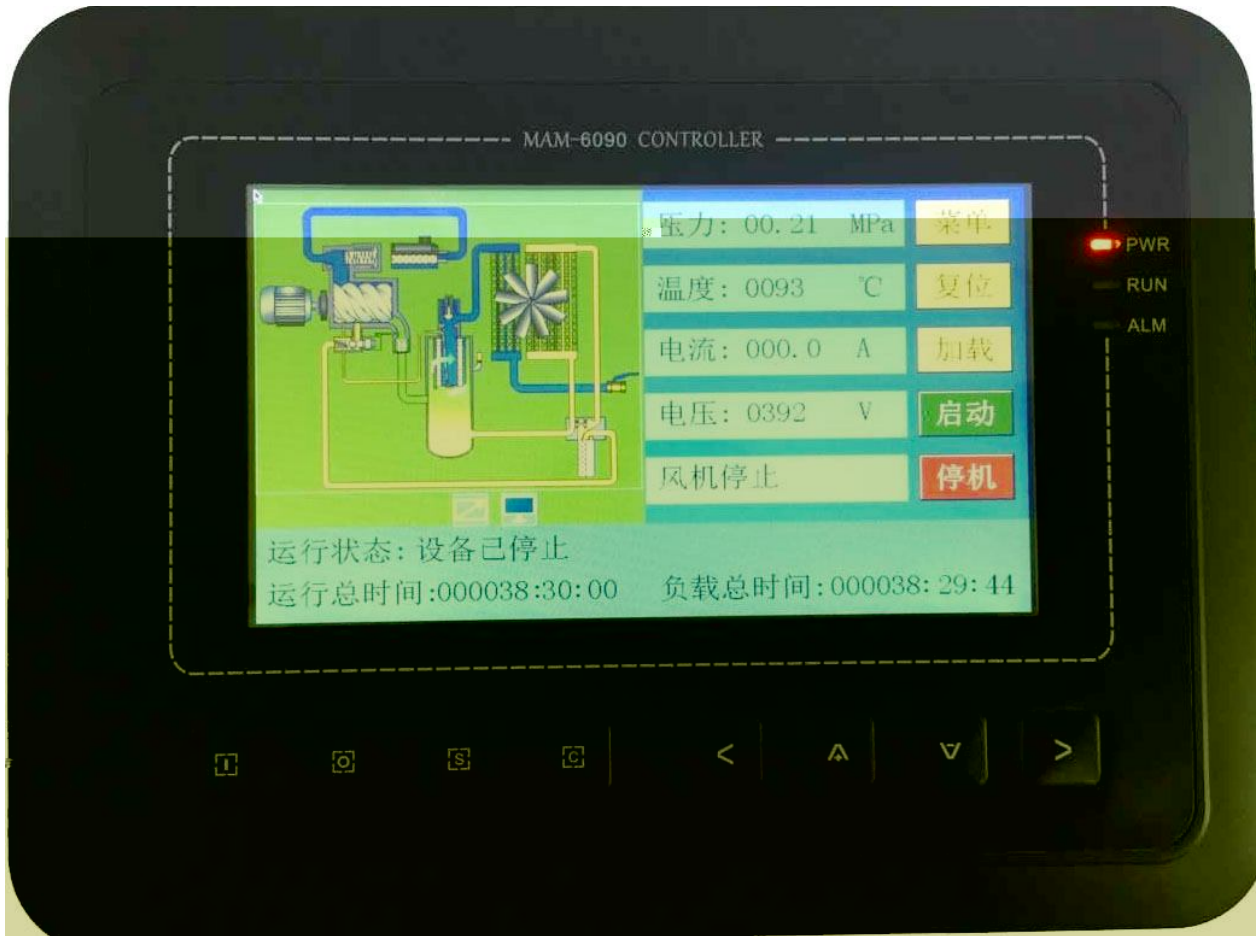 MAM-6090 CONTROLLER
压力: 00.21 MPa 菜单
温度: 0093 ℃ 复位
电流: 000.0 A 加载
电压: 0392 V 启动
风机停止 停机
运行状态: 设备已停止
运行总时间:000038:30:00 负载总时间:000038:29:44
PWR
RUN
ALM
I O S C < >